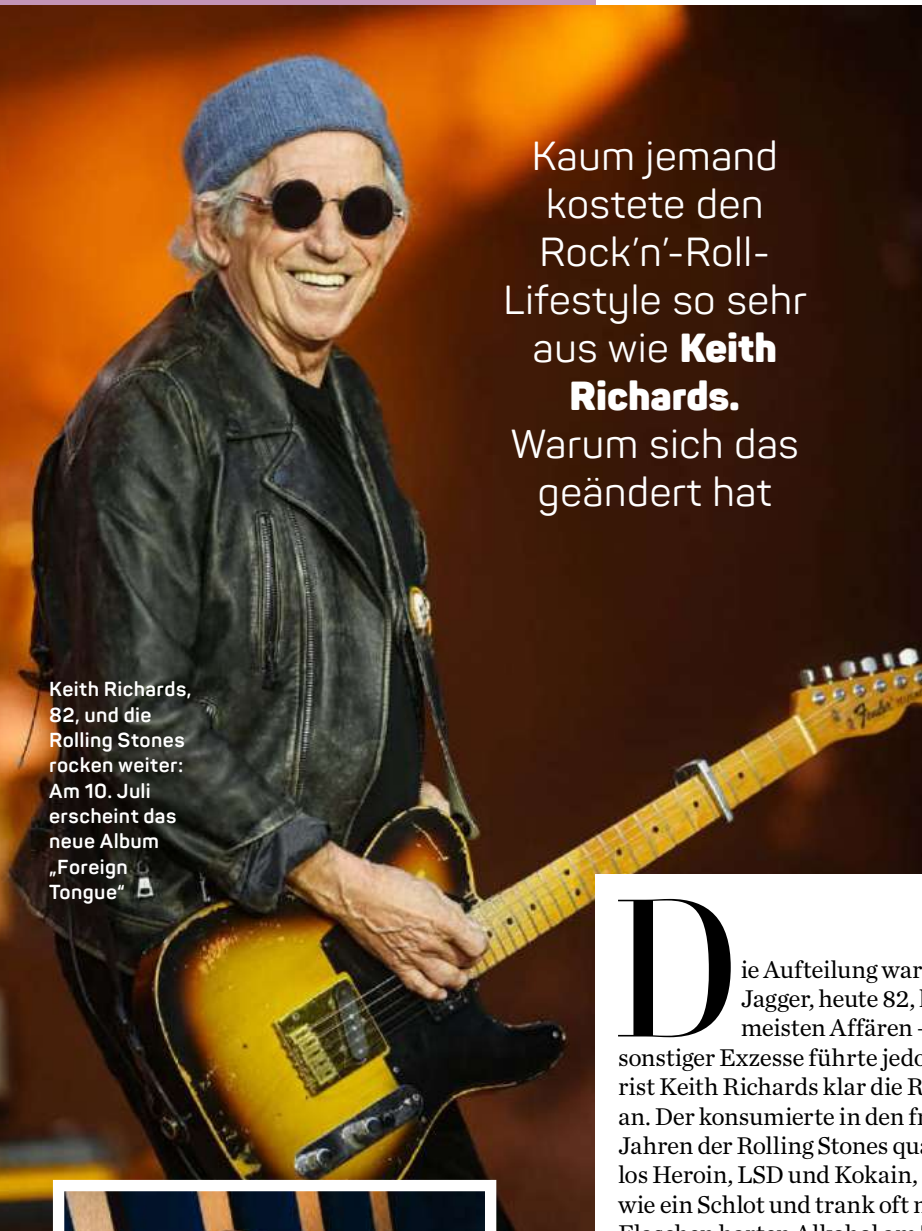 Kaum jemand
kostete den
Rock’n’-Roll-
Lifestyle so sehr
aus wie Keith
Richards.
Warum sich das
geändert hat
Keith Richards,
82, und die
Rolling Stones
rocken weiter:
Am 10. Juli
erscheint das
neue Album
„Foreign
Tongue“
Fender
Die Aufteilung war
Jagger, heute 82,
meisten Affären –
sonstiger Exzesse führte
rist Keith Richards klar die
an. Der konsumierte in den
Jahren der Rolling Stones
los Heroin, LSD und Kokain,
wie ein Schlot und trank oft